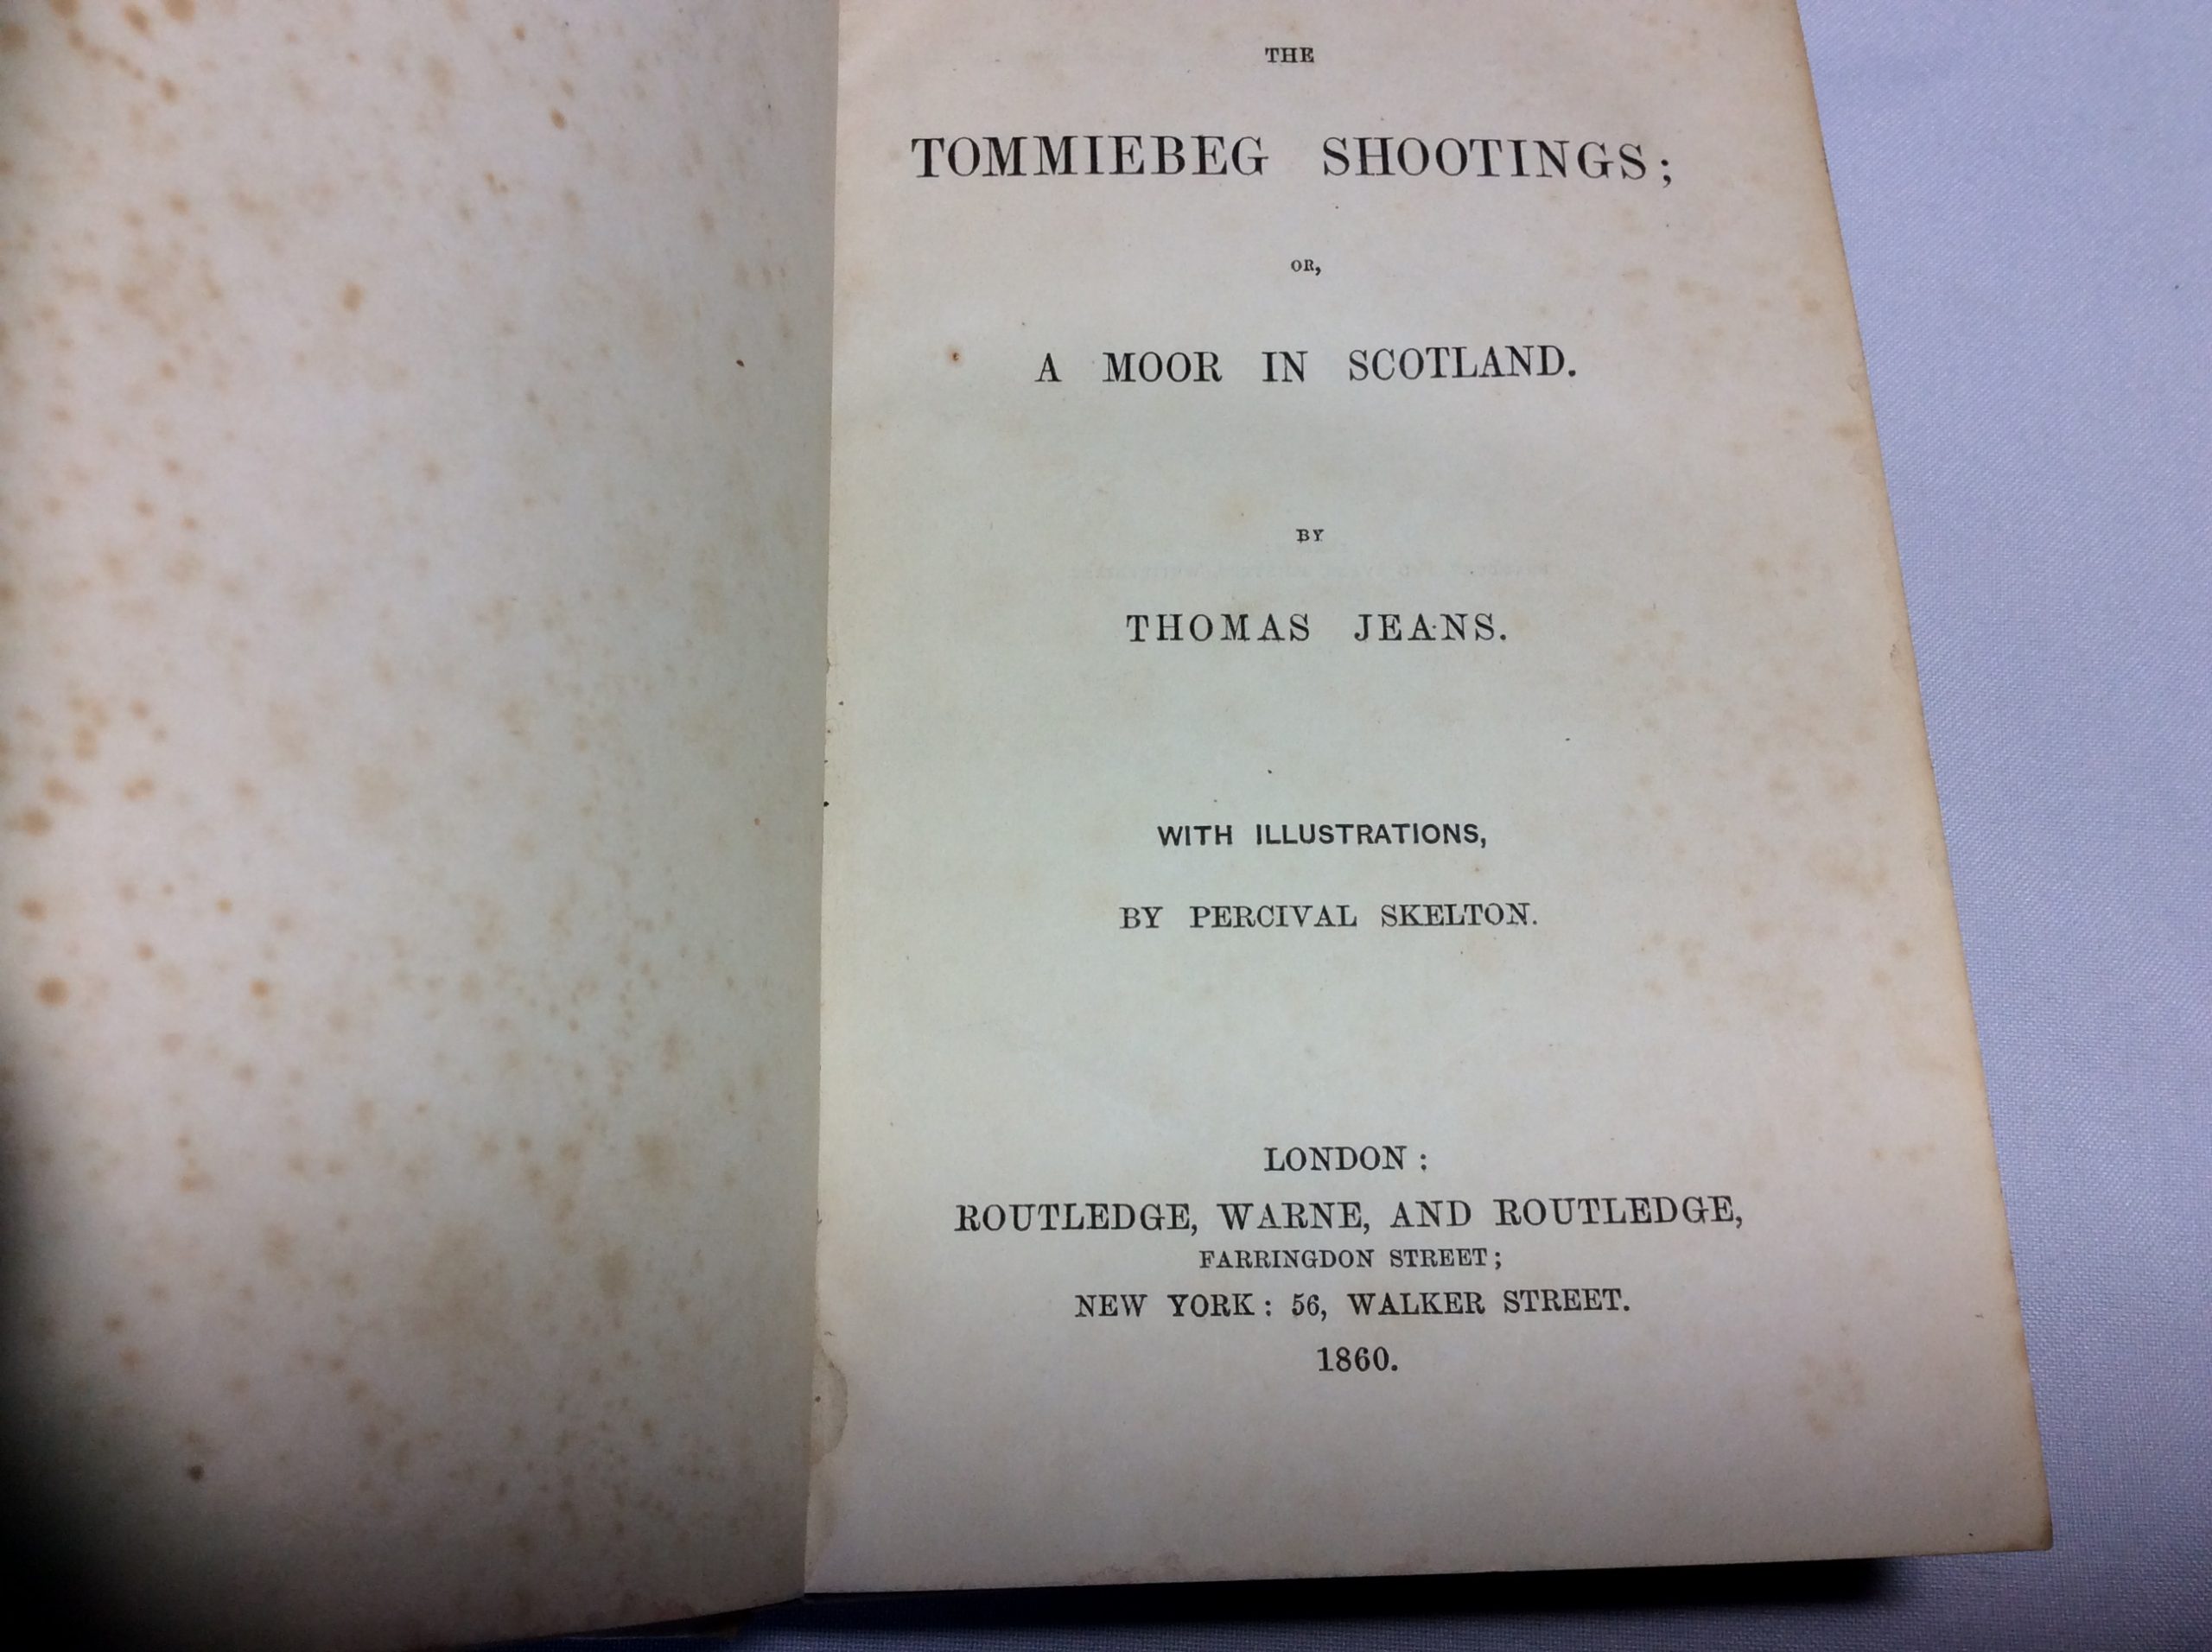 THE
TOMMIEBEG SHOOTINGS;
OR,
A MOOR IN SCOTLAND.
BY
THOMAS JEANS.
WITH ILLUSTRATIONS,
BY PERCIVAL SKELTON.
LONDON:
ROUTLEDGE, WARNE, AND ROUTLEDGE,
FARRINGDON STREET;
NEW YORK: 56, WALKER STREET.
1860.